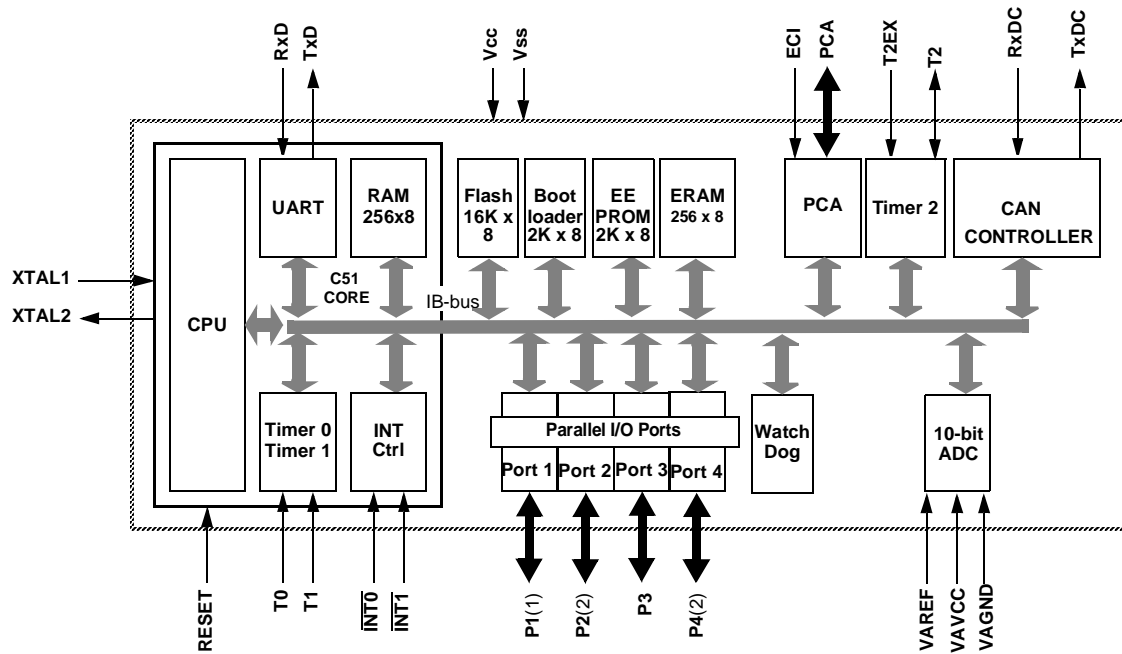 RxD
TxD
Vcc
Vss
ECI
PCA
T2EX
T2
RxDC
TxDC
XTAL1
XTAL2
CPU
UART
RAM
256x8
C51
CORE
IB-bus
Flash
16K x
8
Boot
loader
2K x 8
EE
PROM
2K x 8
ERAM
256 x 8
PCA
Timer 2
CAN
CONTROLLER
Timer 0
Timer 1
INT
Ctrl
Parallel I/O Ports
Port 1
Port 2
Port 3
Port 4
Watch
Dog
10-bit
ADC
RESET
T0
T1
INT0
INT1
P1(1)
P2(2)
P3
P4(2)
VAREF
VAVCC
VAGND